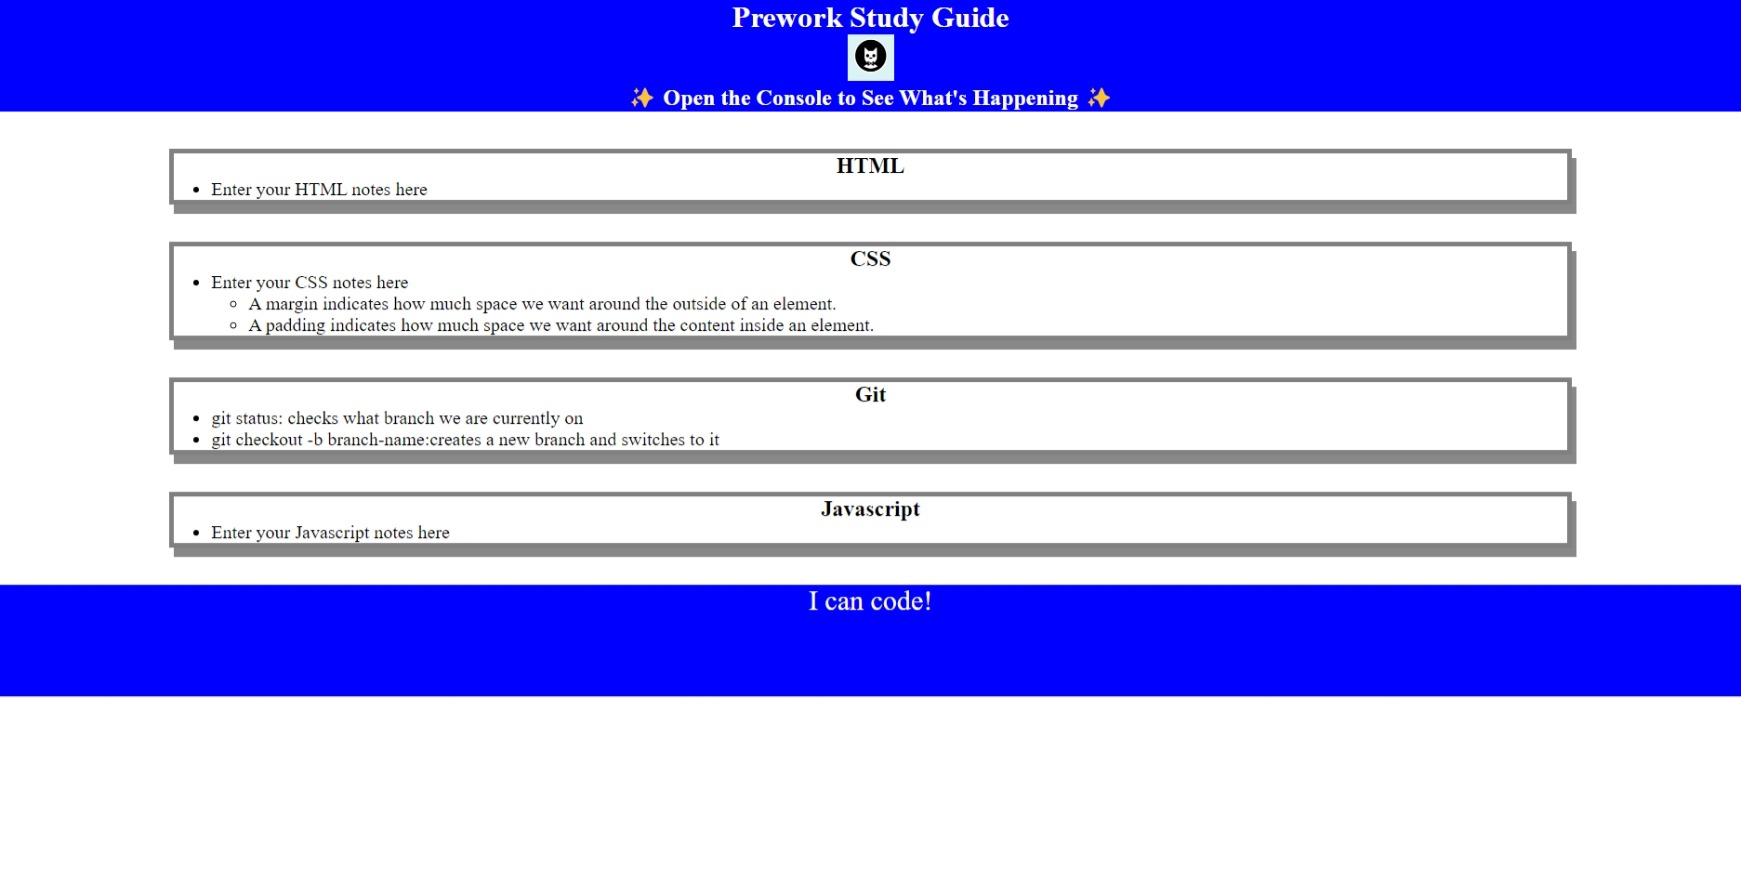 Prework Study Guide
✨ Open the Console to See What's Happening ✨
HTML
• Enter your HTML notes here
CSS
• Enter your CSS notes here
◦ A margin indicates how much space we want around the outside of an element.
◦ A padding indicates how much space we want around the content inside an element.
Git
• git status: checks what branch we are currently on
• git checkout -b branch-name:creates a new branch and switches to it
Javascript
• Enter your Javascript notes here
I can code!